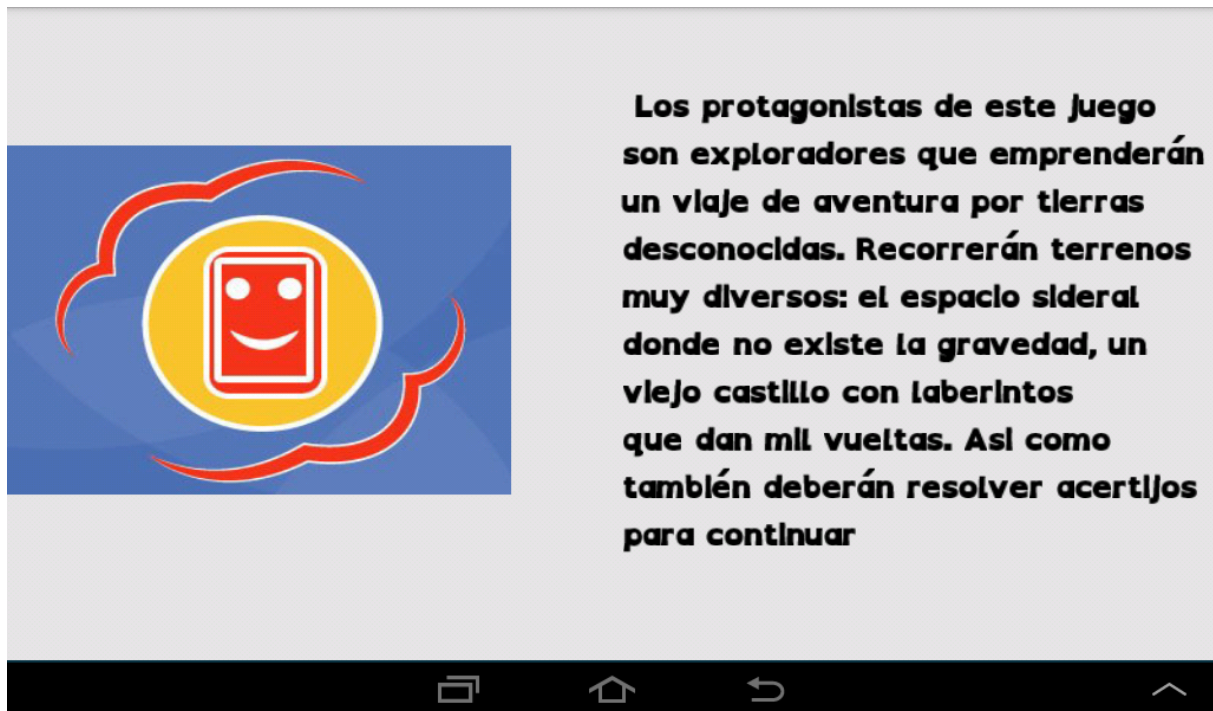 Los protagonistas de este juego
son exploradores que emprenderán
un viaje de aventura por tierras
desconocidas. Recorrerán terrenos
muy diversos: el espacio sideral
donde no existe la gravedad, un
viejo castillo con laberintos
que dan mil vueltas. Asi como
también deberán resolver acertijos
para continuar